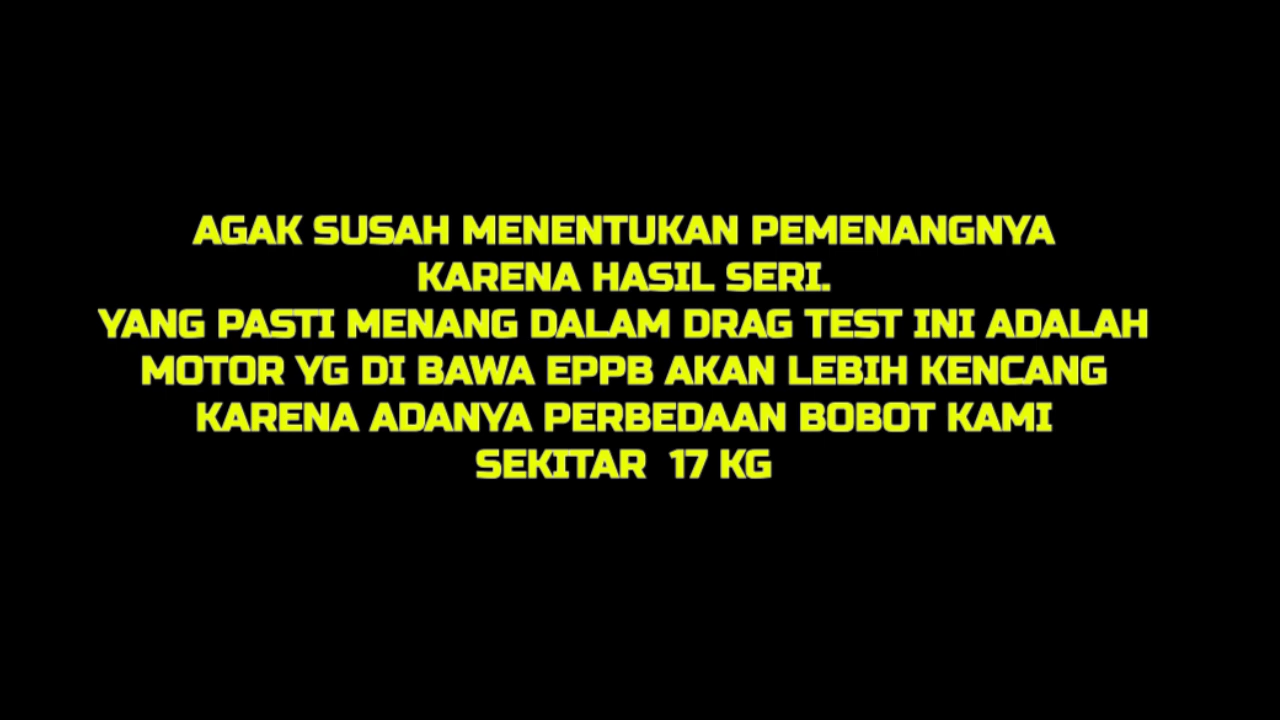 AGAK SUSAH MENENTUKAN PEMENANGNYA
KARENA HASIL SERI.
YANG PASTI MENANG DALAM DRAG TEST INI ADALAH
MOTOR YG DI BAWA EPPB AKAN LEBIH KENCANG
KARENA ADANYA PERBEDAAN BOBOT KAMI
SEKITAR  17 KG